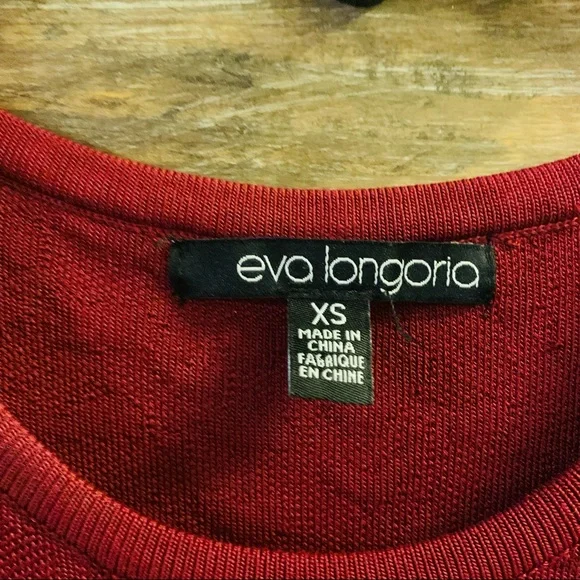 eva longoria
XS
MADE IN
CHINA
FABRIQUE
EN CHINE